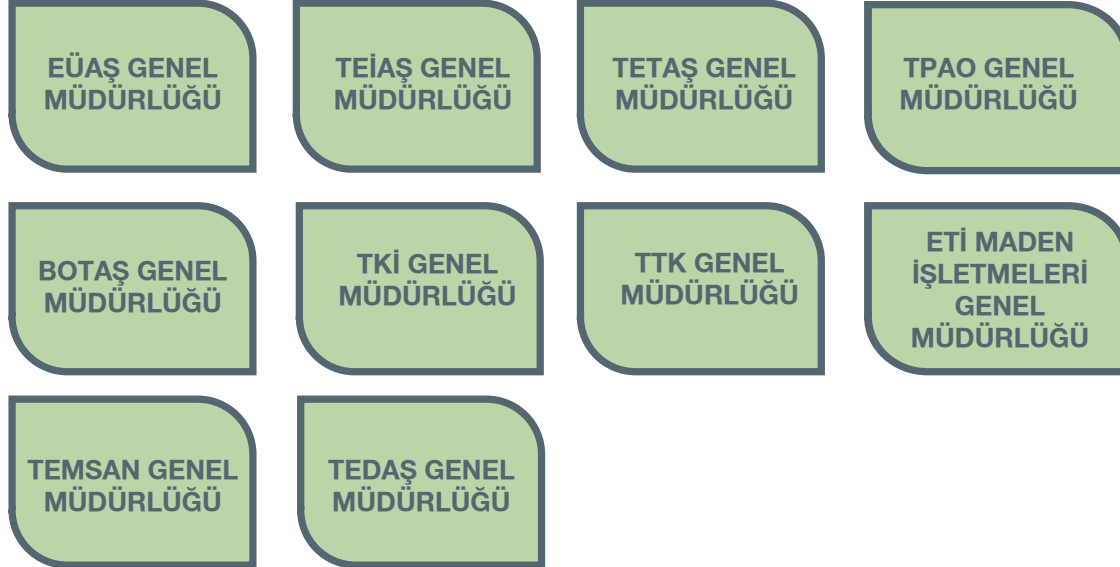 EÜAŞ GENEL
MÜDÜRLÜĞÜ
TEİAŞ GENEL
MÜDÜRLÜĞÜ
TETAŞ GENEL
MÜDÜRLÜĞÜ
TPAO GENEL
MÜDÜRLÜĞÜ
BOTAŞ GENEL
MÜDÜRLÜĞÜ
TKİ GENEL
MÜDÜRLÜĞÜ
TTK GENEL
MÜDÜRLÜĞÜ
ETİ MADEN
İŞLETMELERİ
GENEL
MÜDÜRLÜĞÜ
TEMSAN GENEL
MÜDÜRLÜĞÜ
TEDAŞ GENEL
MÜDÜRLÜĞÜ